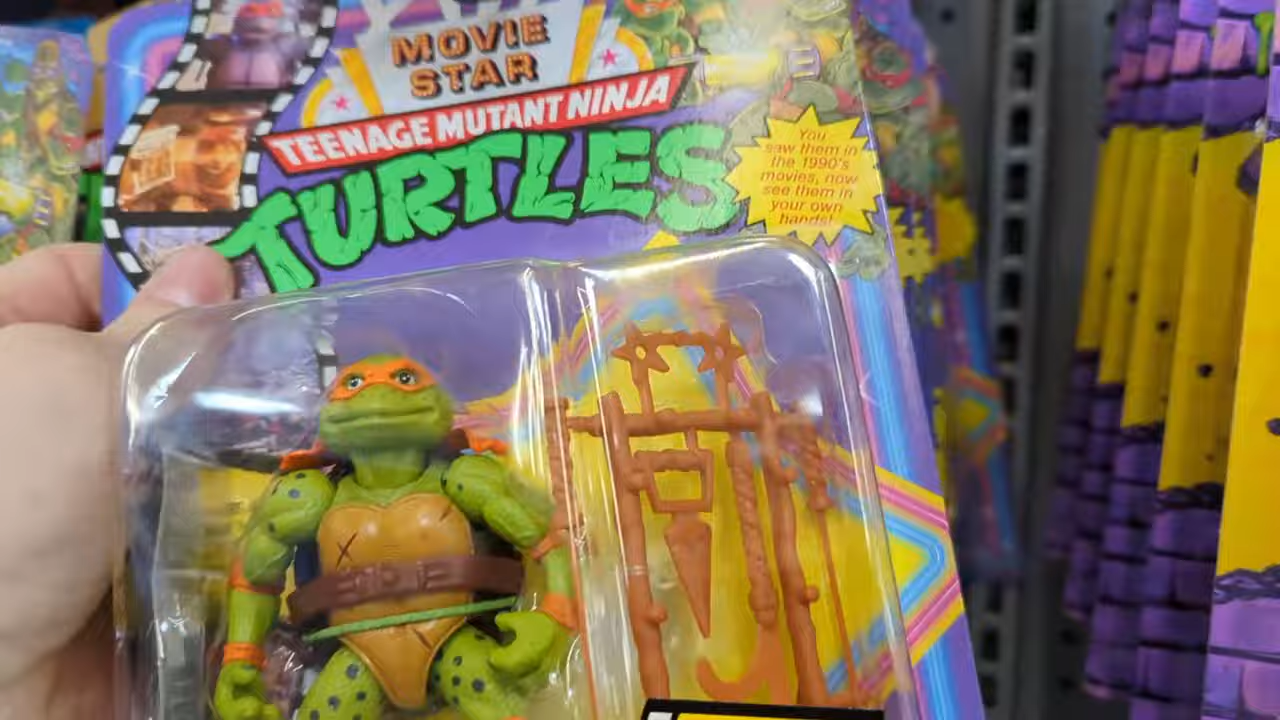 MOVIE
STAR
TEENAGE MUTANT NINJA
TURTLES
You
saw them in
the 1990's
movies, now
see them in
your own
hands!